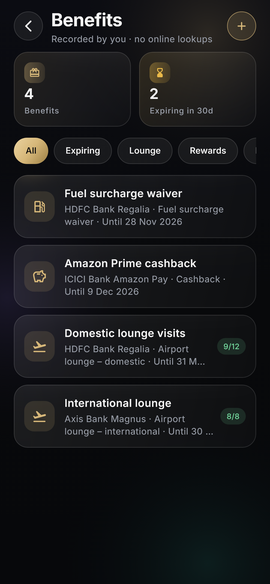 Benefits
Recorded by you · no online lookups
4
Benefits
2
Expiring in 30d
All
Expiring
Lounge
Rewards
Fuel surcharge waiver
HDFC Bank Regalia · Fuel surcharge
waiver · Until 28 Nov 2026
Amazon Prime cashback
ICICI Bank Amazon Pay · Cashback ·
Until 9 Dec 2026
Domestic lounge visits
HDFC Bank Regalia · Airport
lounge – domestic · Until 31 M...
9/12
International lounge
Axis Bank Magnus · Airport
lounge – international · Until 30 ...
8/8